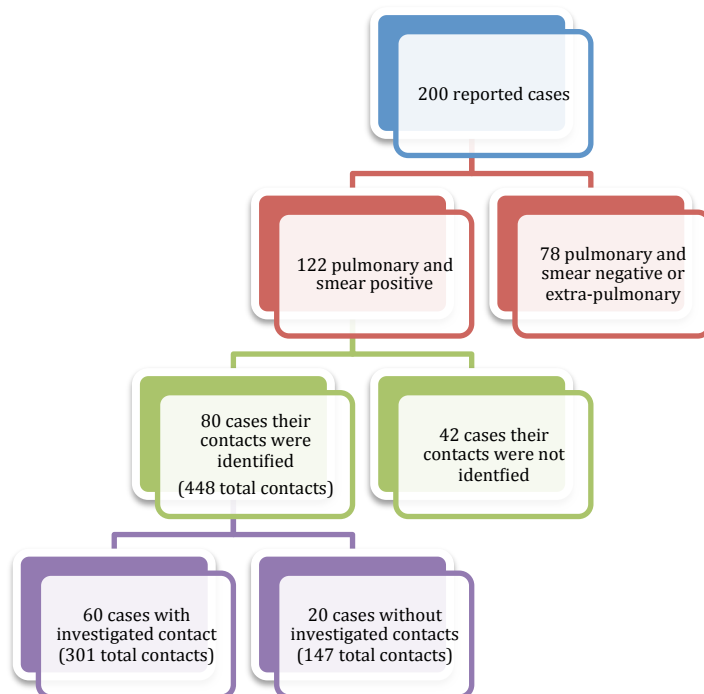 200 reported cases
122 pulmonary and
smear positive
78 pulmonary and
smear negative or
extra-pulmonary
80 cases their
contacts were
identified
(448 total contacts)
42 cases their
contacts were not
identfied
60 cases with
investigated contact
(301 total contacts)
20 cases without
investigated contacts
(147 total contacts)